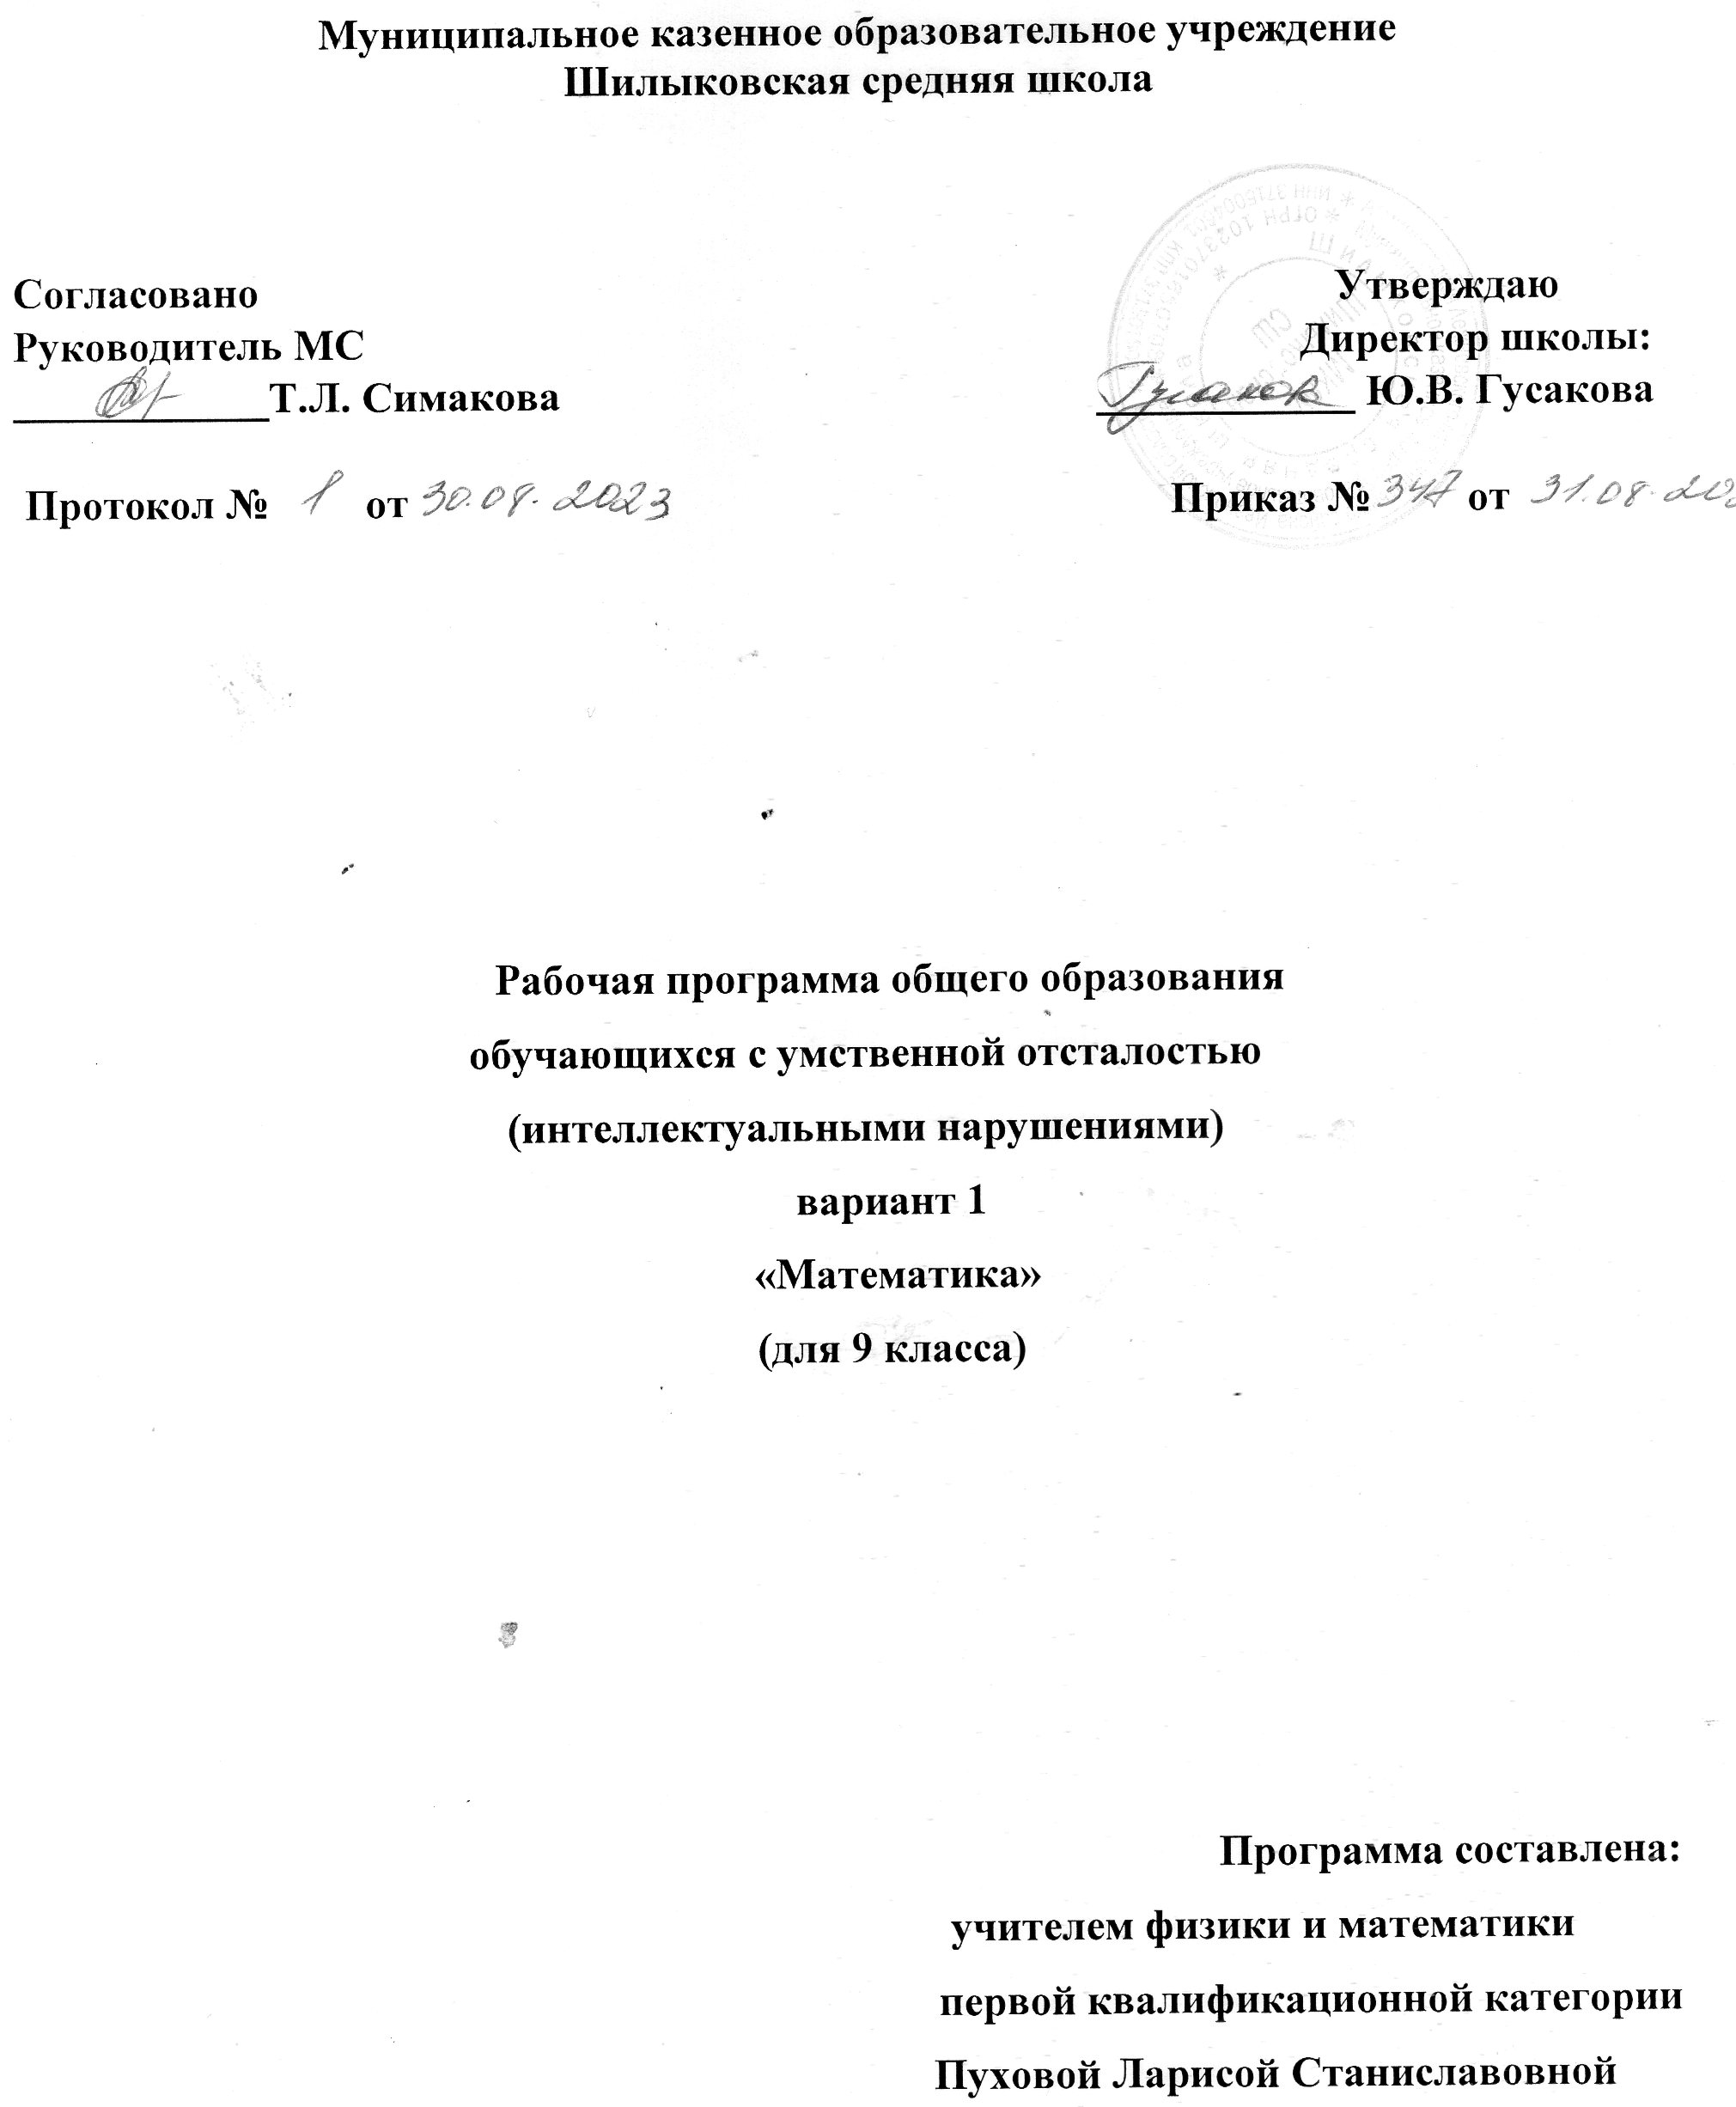 Муниципальное казенное образовательное учреждение
Шилыковская средняя школа
Согласовано
Руководитель МС
Т.Л. Симакова
Протокол № 1 от 30.08.2023
Утверждаю
Директор школы:
Ю.В. Гусакова
Приказ № 347 от 31.08.
Рабочая программа общего образования
обучающихся с умственной отсталостью
(интеллектуальными нарушениями)
вариант 1
«Математика»
(для 9 класса)
Программа составлена:
учителем физики и математики
первой квалификационной категории
Пуховой Ларисой Станиславовной